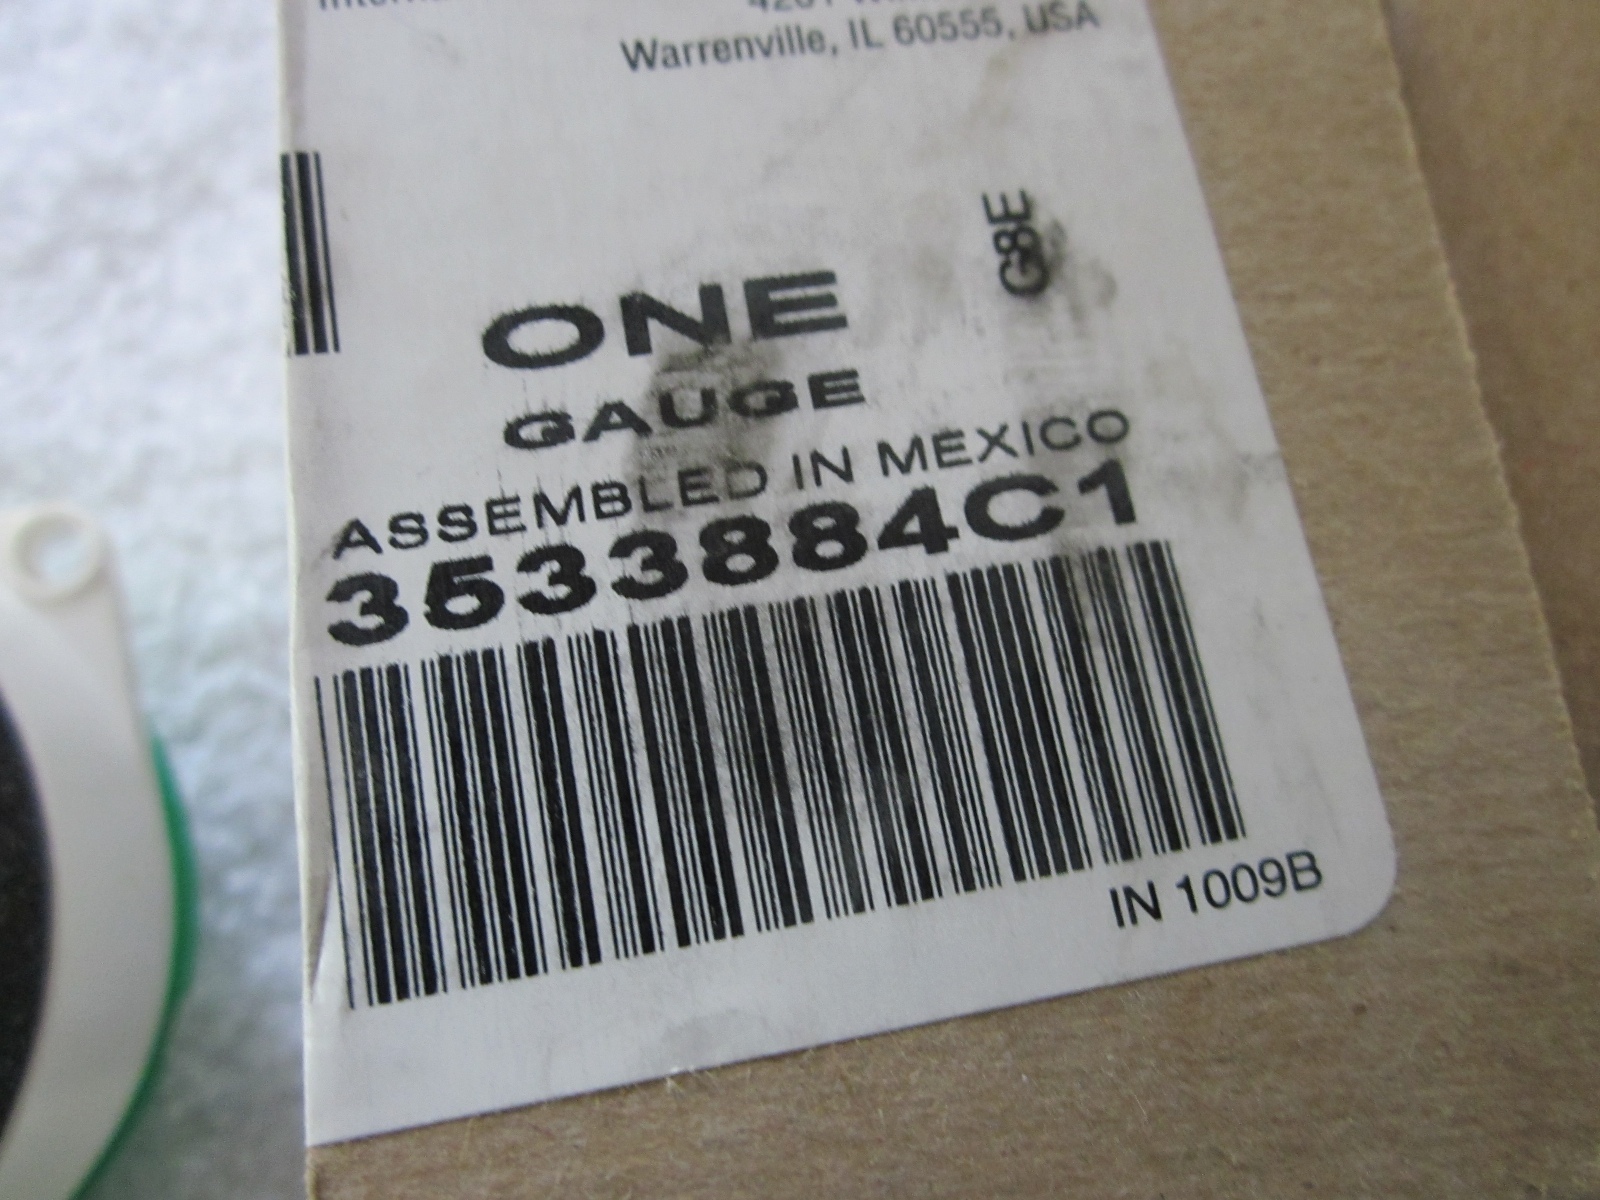 Warrenville, IL 60555, USA
G8E
ONE
GAUGE
ASSEMBLED IN MEXICO
3533884C1
IN 1009B